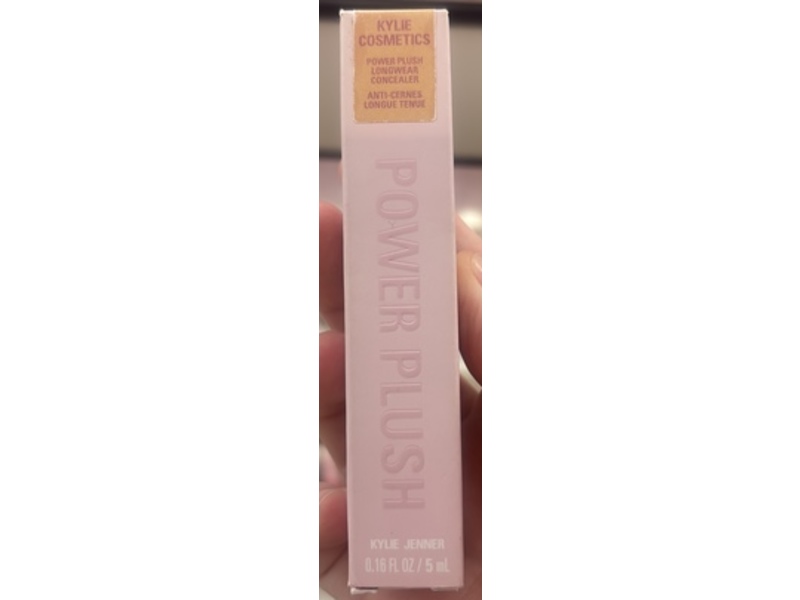 KYLIE
COSMETICS
POWER PLUSH
LONGWEAR
CONCEALER
ANTI-CERNES
LONGUE TENUE
POWER PLUSH
KYLIE JENNER
0.16 FL OZ / 5 mL